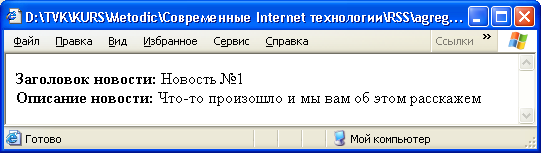 D:\TVK\KURS\Metodic\Современные Internet технологии\RSS\agreg...
Файл Правка Вид Избранное Сервис Справка Ссылки »
Заголовок новости: Новость №1
Описание новости: Что-то произошло и мы вам об этом расскажем
Готово Мой компьютер